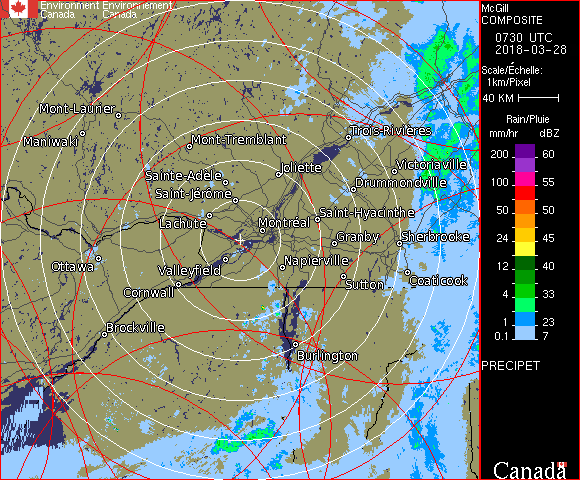 Environment Environnement
Canada Canada
McGill
COMPOSITE
0730 UTC
2018-03-28
Scale/Échelle:
1km/Pixel
40 KM
Rain/Pluie
mm/hr dBZ
200 60
100 55
50 50
24 45
12 40
4 33
1 23
0.1 7
PRECIPET
Canada
Mont-Laurier
Maniwaki
Mont-Tremblant
Trois-Rivières
Sainte-Adèle
Joliette
Victoriaville
Saint-Jérôme
Drummondville
Lachute
Montréal
Saint-Hyacinthe
Granby
Sherbrooke
Ottawa
Valleyfield
Napierville
Cornwall
Sutton
Coaticook
Brockville
Burlington